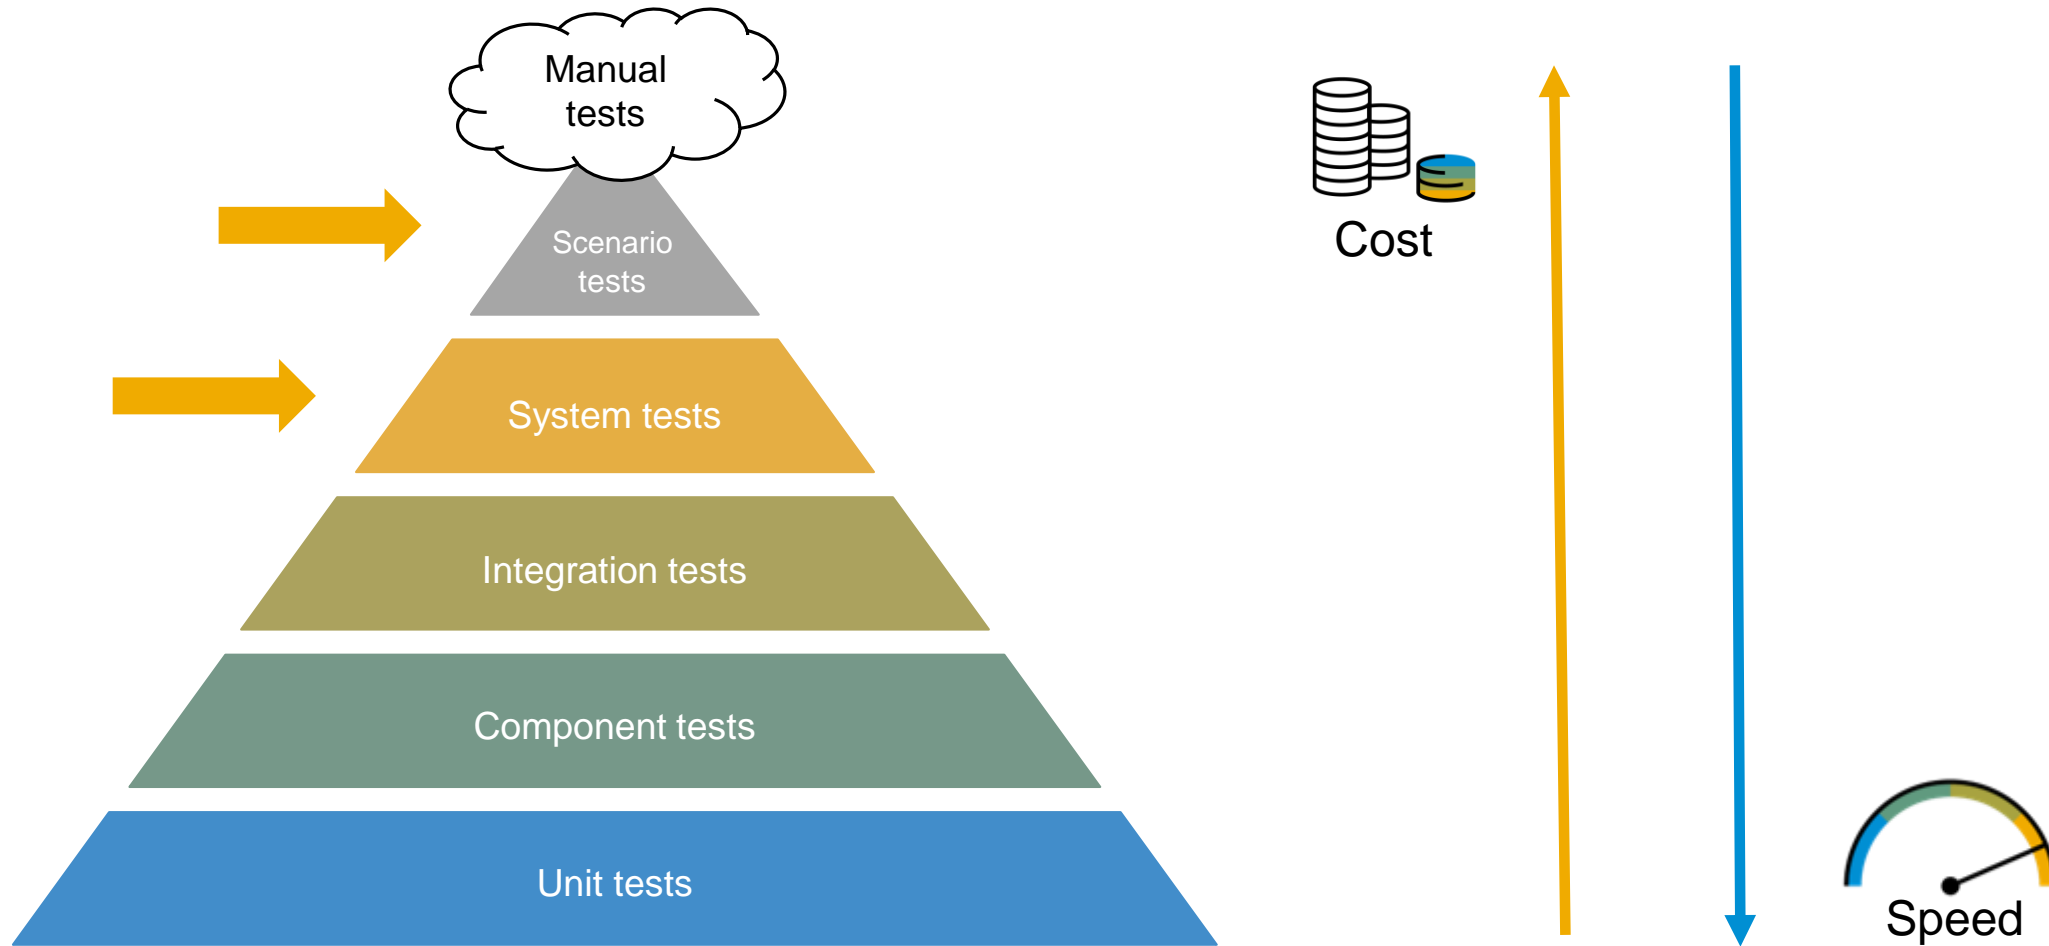 Manual
tests
Scenario
tests
System tests
Integration tests
Component tests
Unit tests
Cost
Speed